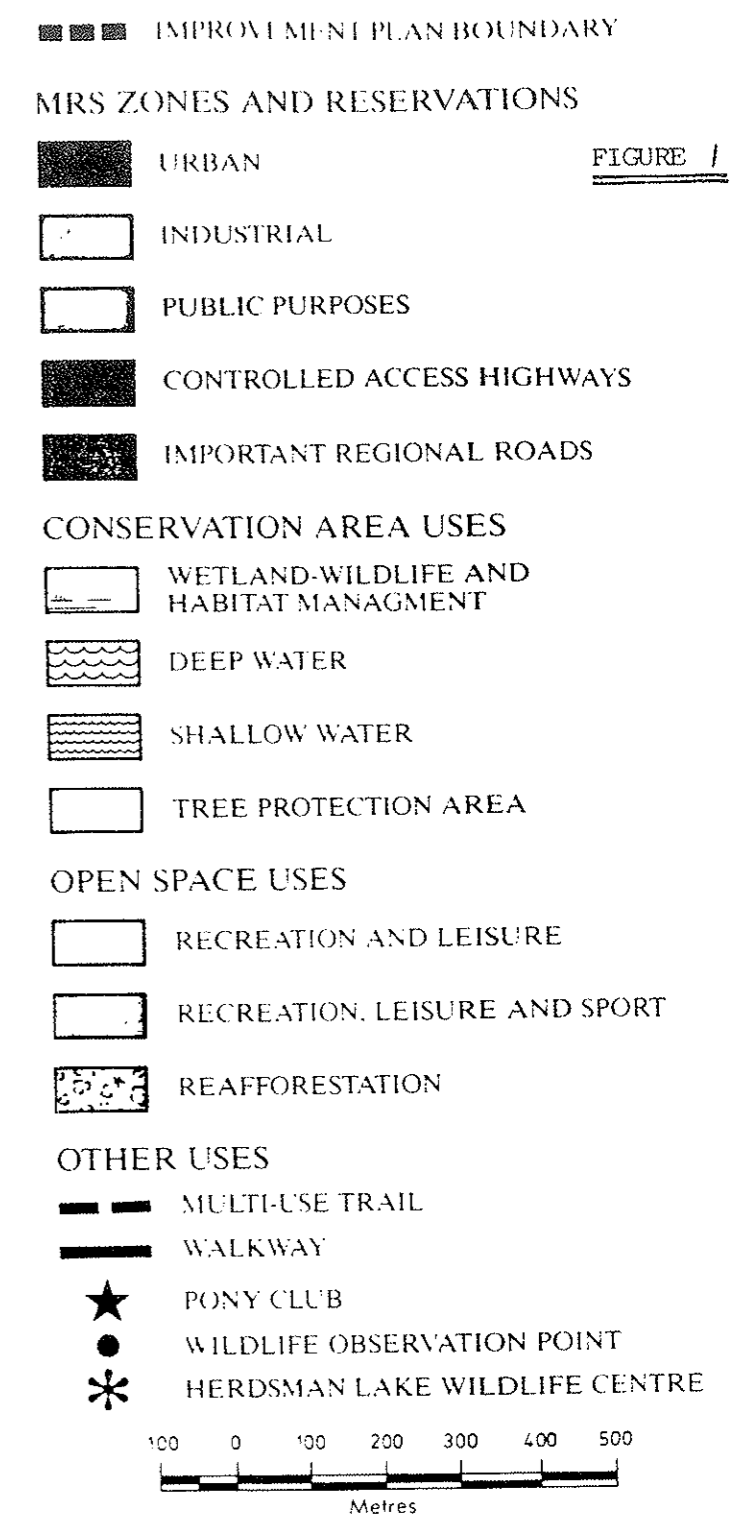 IMPROVEMENT PLAN BOUNDARY
MRS ZONES AND RESERVATIONS
URBAN
FIGURE 1
INDUSTRIAL
PUBLIC PURPOSES
CONTROLLED ACCESS HIGHWAYS
IMPORTANT REGIONAL ROADS
CONSERVATION AREA USES
WETLAND-WILDLIFE AND
HABITAT MANAGMENT
DEEP WATER
SHALLOW WATER
TREE PROTECTION AREA
OPEN SPACE USES
RECREATION AND LEISURE
RECREATION, LEISURE AND SPORT
REAFFORESTATION
OTHER USES
MULTI-USE TRAIL
WALKWAY
PONY CLUB
WILDLIFE OBSERVATION POINT
HERDSMAN LAKE WILDLIFE CENTRE
100 0 100 200 300 400 500
Metres